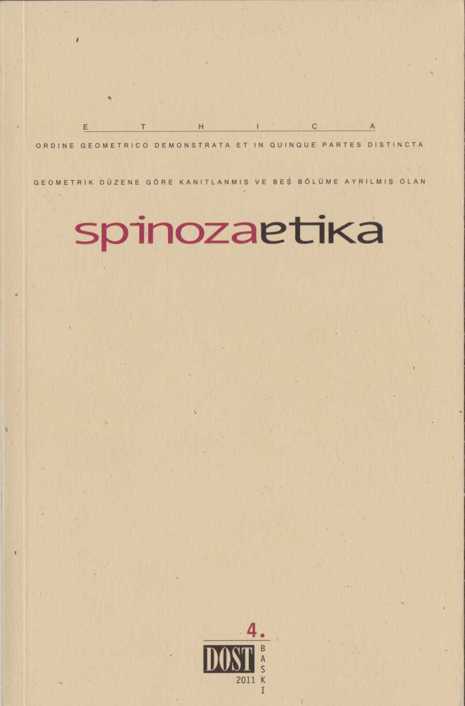 E T H I C A
ORDINE GEOMETRICO DEMONSTRATA ET IN QUINQUE PARTES DISTINCTA
GEOMETRIK DÜZENE GÖRE KANITLANMIŞ VE BEŞ BÖLÜME AYRILMIŞ OLAN
spinozaetika
4.
DOST
2011
BASKI